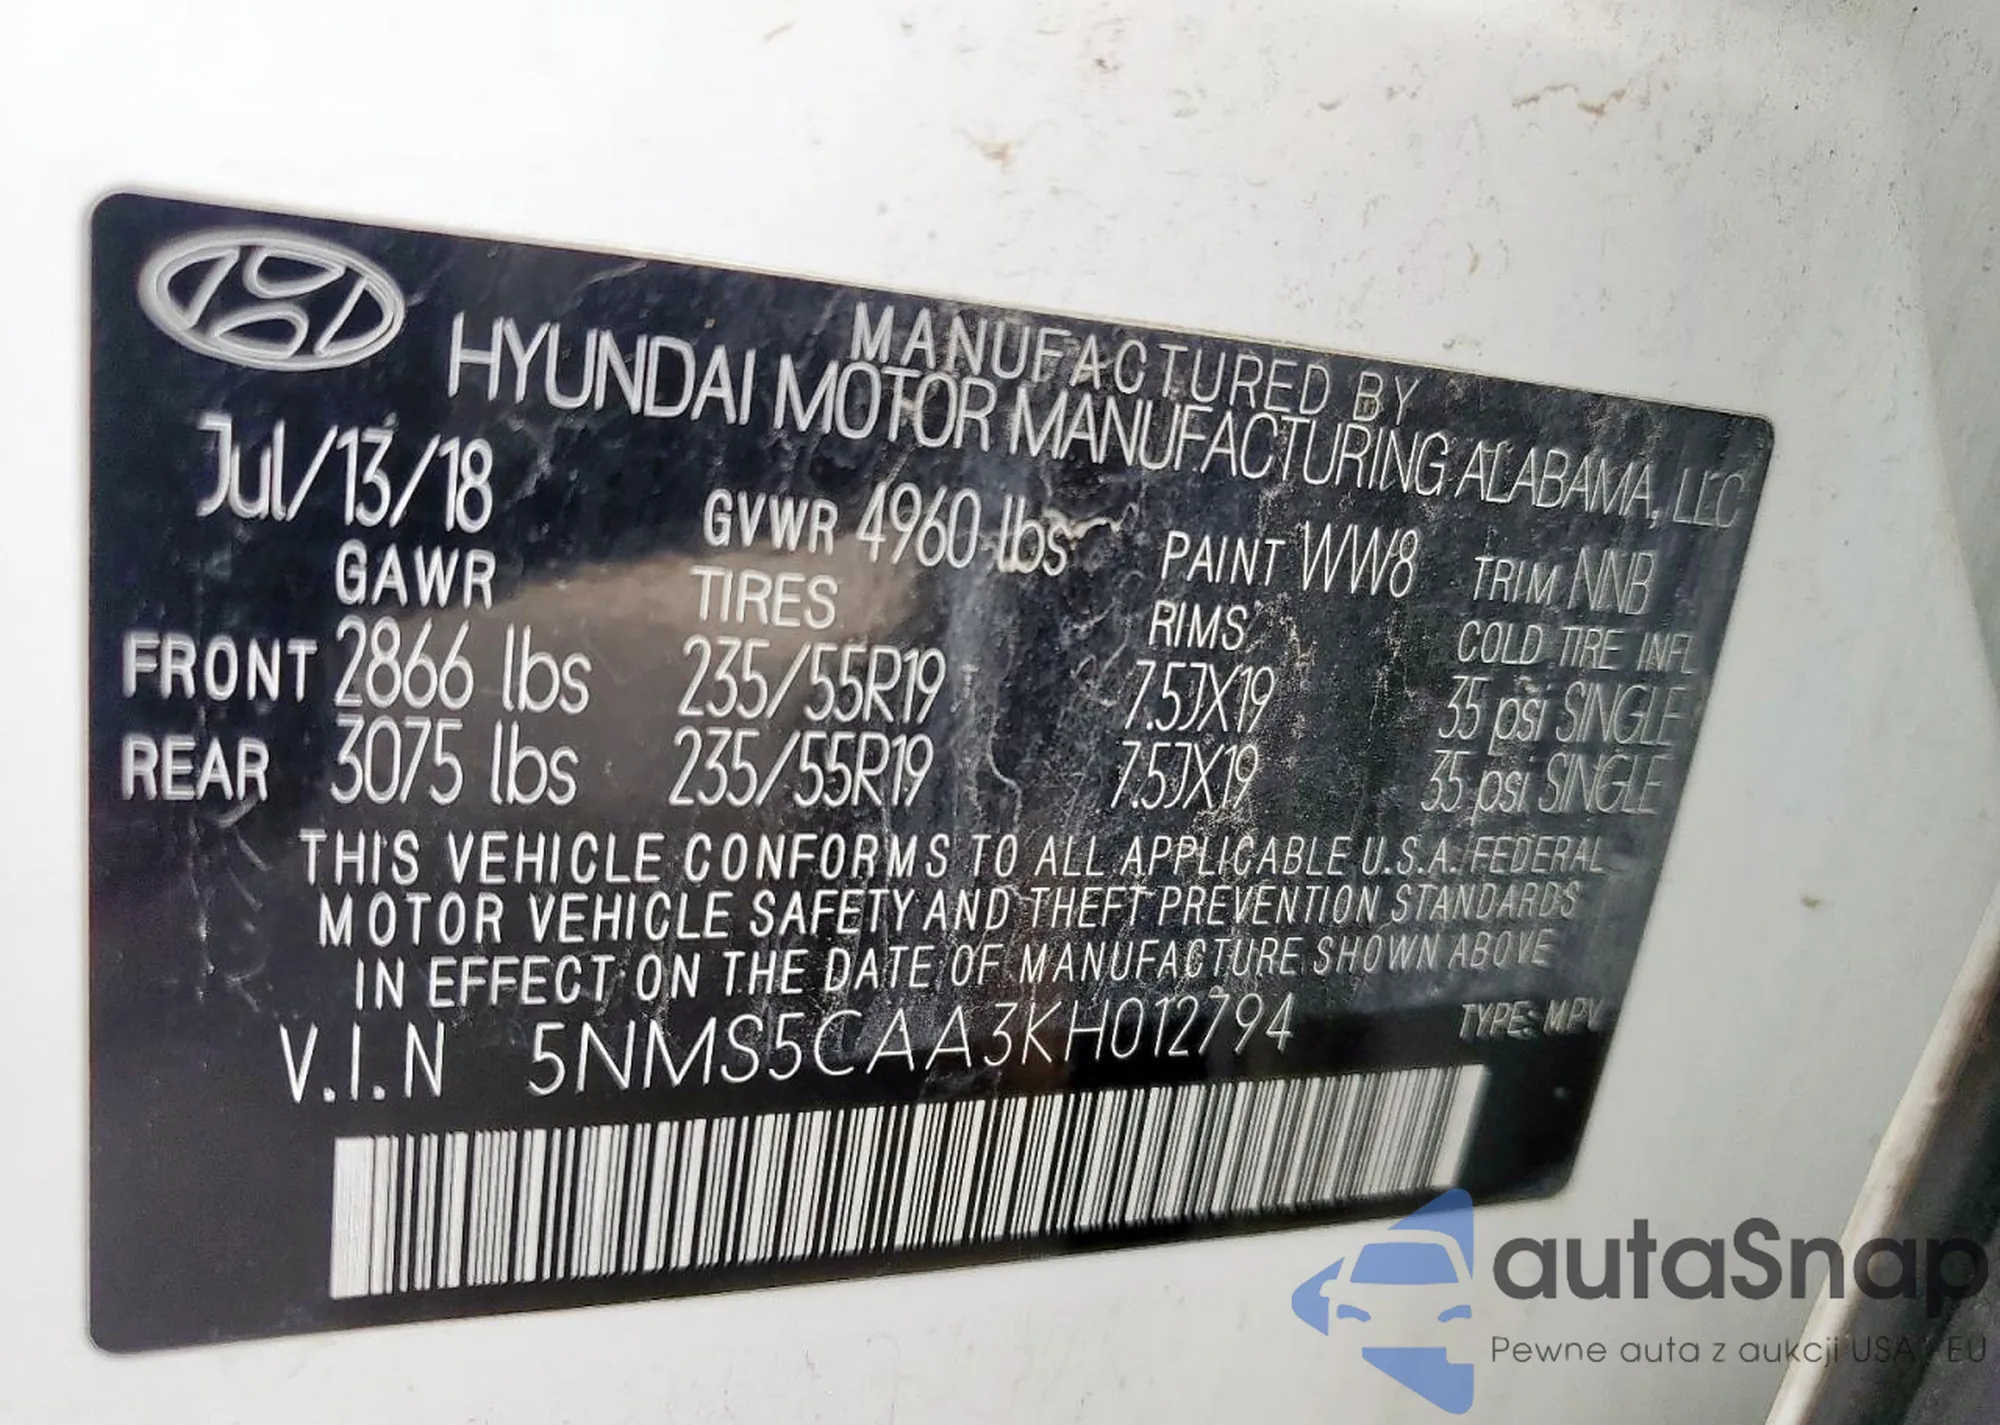 MANUFACTURED BY
HYUNDAI MOTOR MANUFACTURING ALABAMA, LLC
Jul/13/18 GVWR 4960 lbs PAINT WW8 TRIM NNB
GAWR TIRES RIMS COLD TIRE INFL
FRONT 2866 lbs 235/55R19 7.5JX19 35 psi SINGLE
REAR 3075 lbs 235/55R19 7.5JX19 35 psi SINGLE
THIS VEHICLE CONFORMS TO ALL APPLICABLE U.S.A. FEDERAL
MOTOR VEHICLE SAFETY AND THEFT PREVENTION STANDARDS
IN EFFECT ON THE DATE OF MANUFACTURE SHOWN ABOVE
V.I.N 5NMS5CAA3KH012794 TYPE: MPV
autaSnap
Pewne auta z aukcji USA i EU